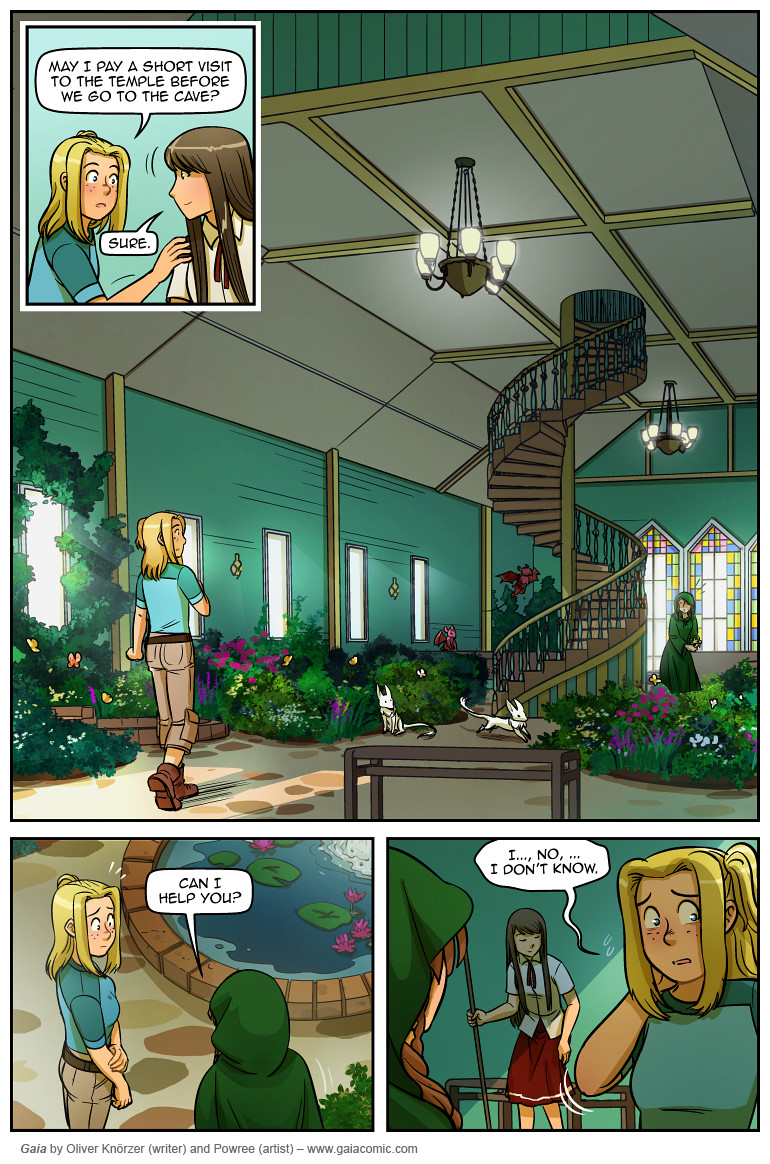 MAY I PAY A SHORT VISIT
TO THE TEMPLE BEFORE
WE GO TO THE CAVE?
SURE.
CAN I
HELP YOU?
I..., NO, ...
I DON'T KNOW.
Gaia by Oliver Knörzer (writer) and Powree (artist) – www.gaiacomic.com